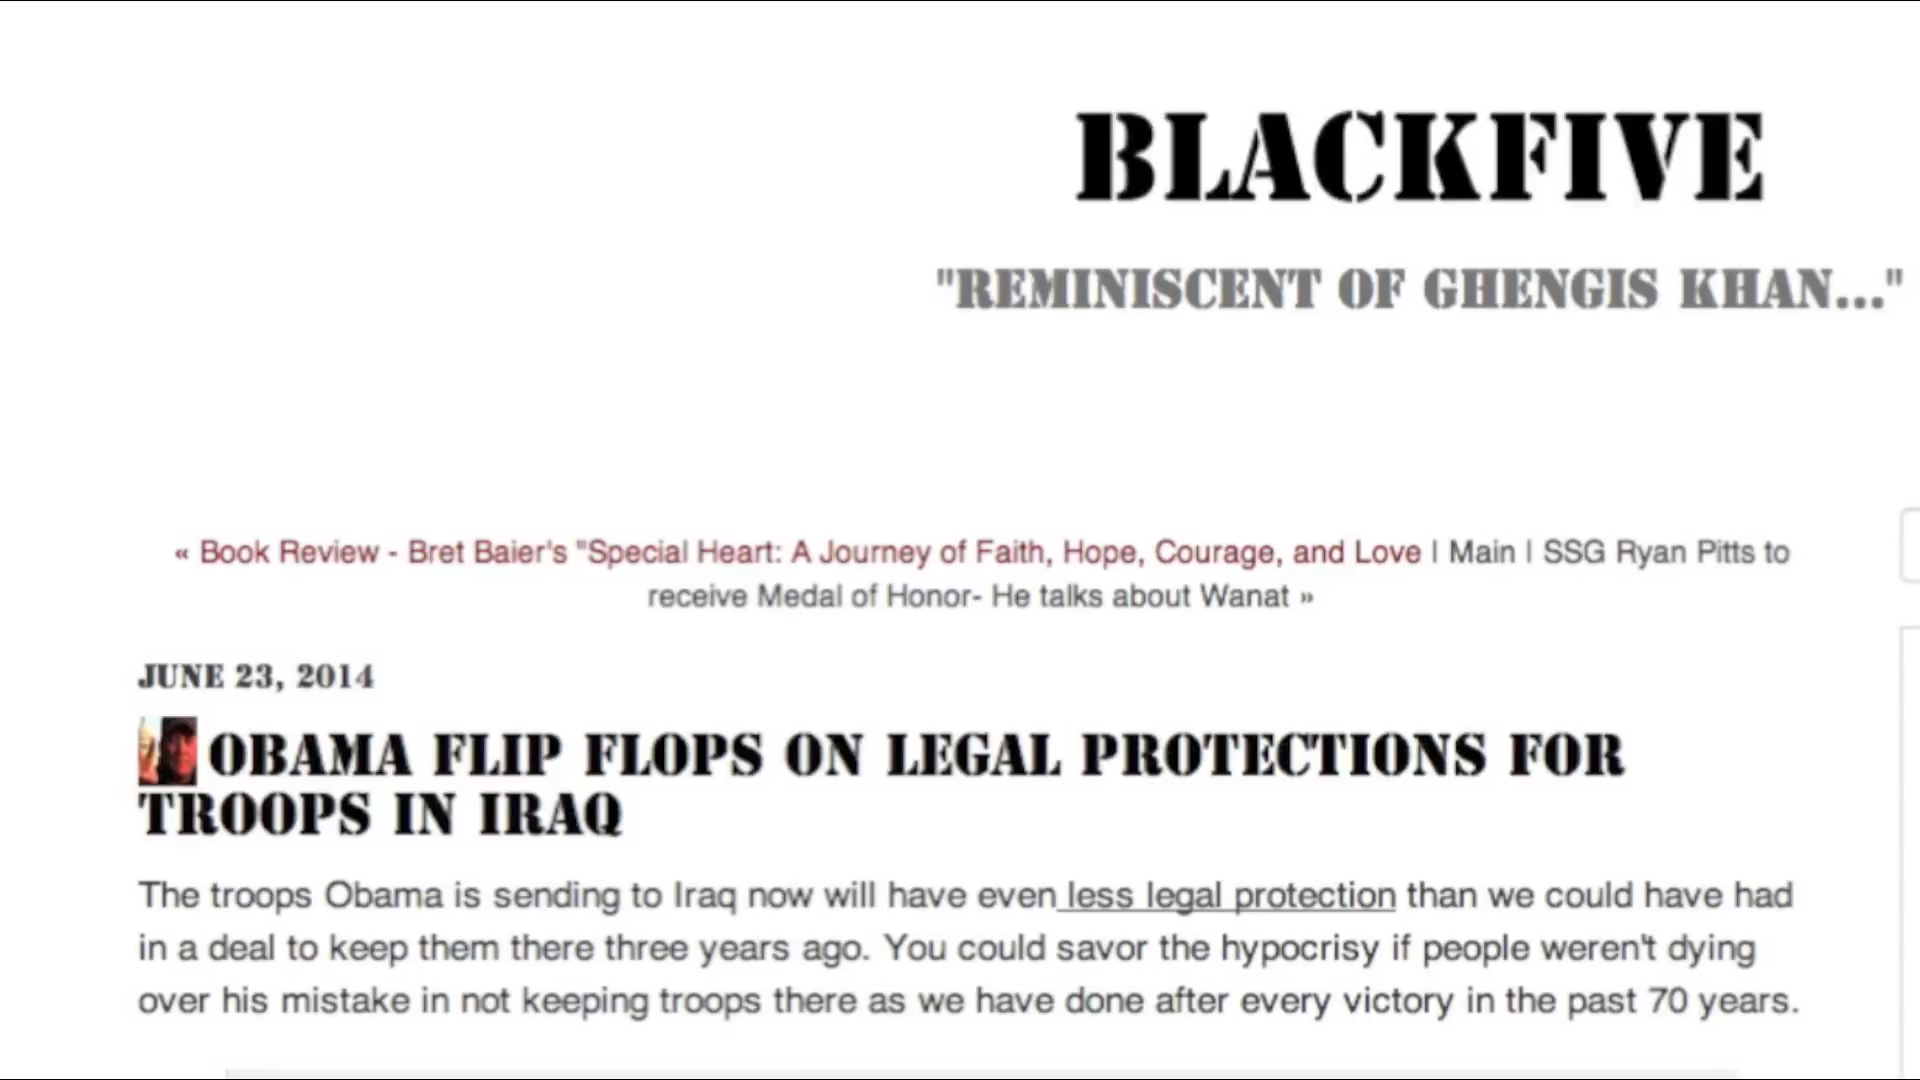 BLACKFIVE
"REMINISCENT OF GHENGIS KHAN..."
« Book Review - Bret Baier's "Special Heart: A Journey of Faith, Hope, Courage, and Love | Main | SSG Ryan Pitts to
receive Medal of Honor- He talks about Wanat »
JUNE 23, 2014
OBAMA FLIP FLOPS ON LEGAL PROTECTIONS FOR
TROOPS IN IRAQ
The troops Obama is sending to Iraq now will have even less legal protection than we could have had
in a deal to keep them there three years ago. You could savor the hypocrisy if people weren't dying
over his mistake in not keeping troops there as we have done after every victory in the past 70 years.